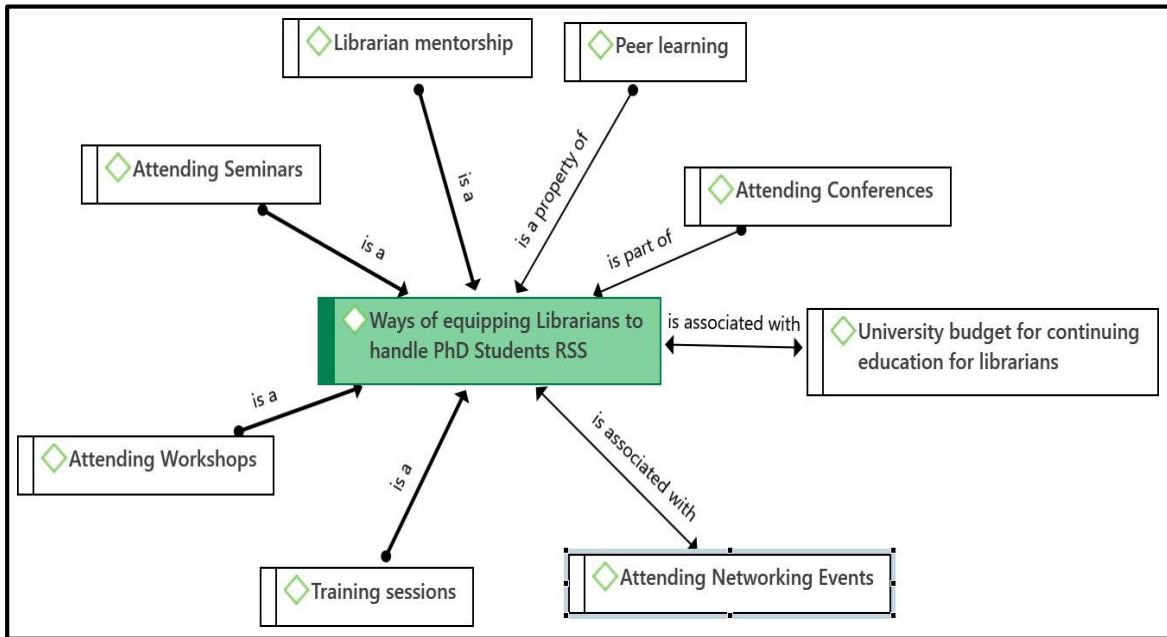 Librarian mentorship
Peer learning
Attending Seminars
is a
is a
is a property of
Attending Conferences
is part of
Ways of equipping Librarians to
handle PhD Students RSS
is associated with
University budget for continuing
education for librarians
is a
Attending Workshops
is a
is associated with
Training sessions
Attending Networking Events